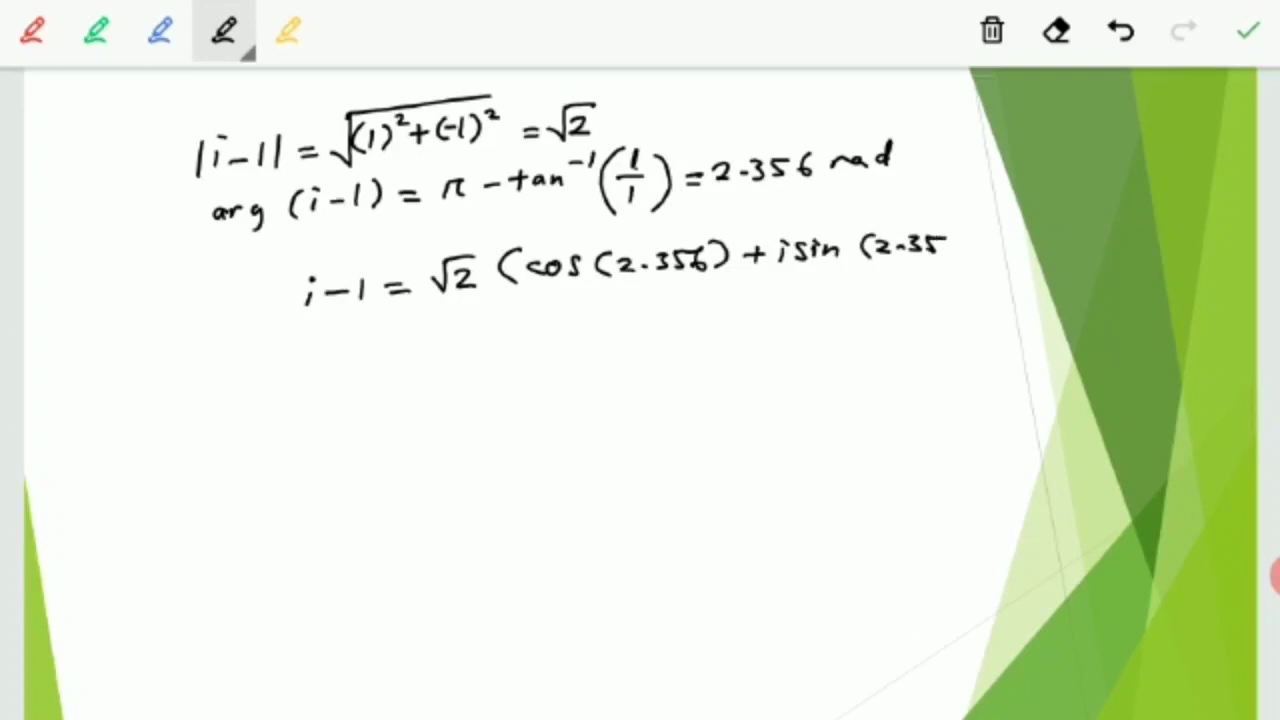 |i-1| = √(1)²+(-1)² = √2
arg (i-1) = π - tan⁻¹(1/1) = 2.356 rad
i-1 = √2 (cos(2.356) + i sin (2.35